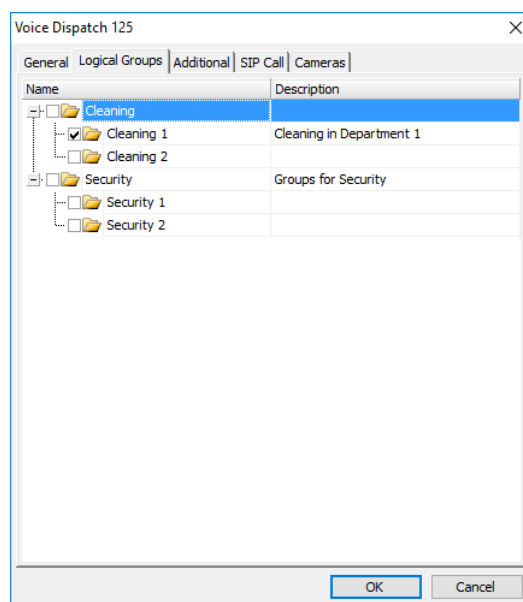 Voice Dispatch 125
General Logical Groups Additional SIP Call Cameras
Name Description
Cleaning
Cleaning 1 Cleaning in Department 1
Cleaning 2
Security Groups for Security
Security 1
Security 2
OK Cancel